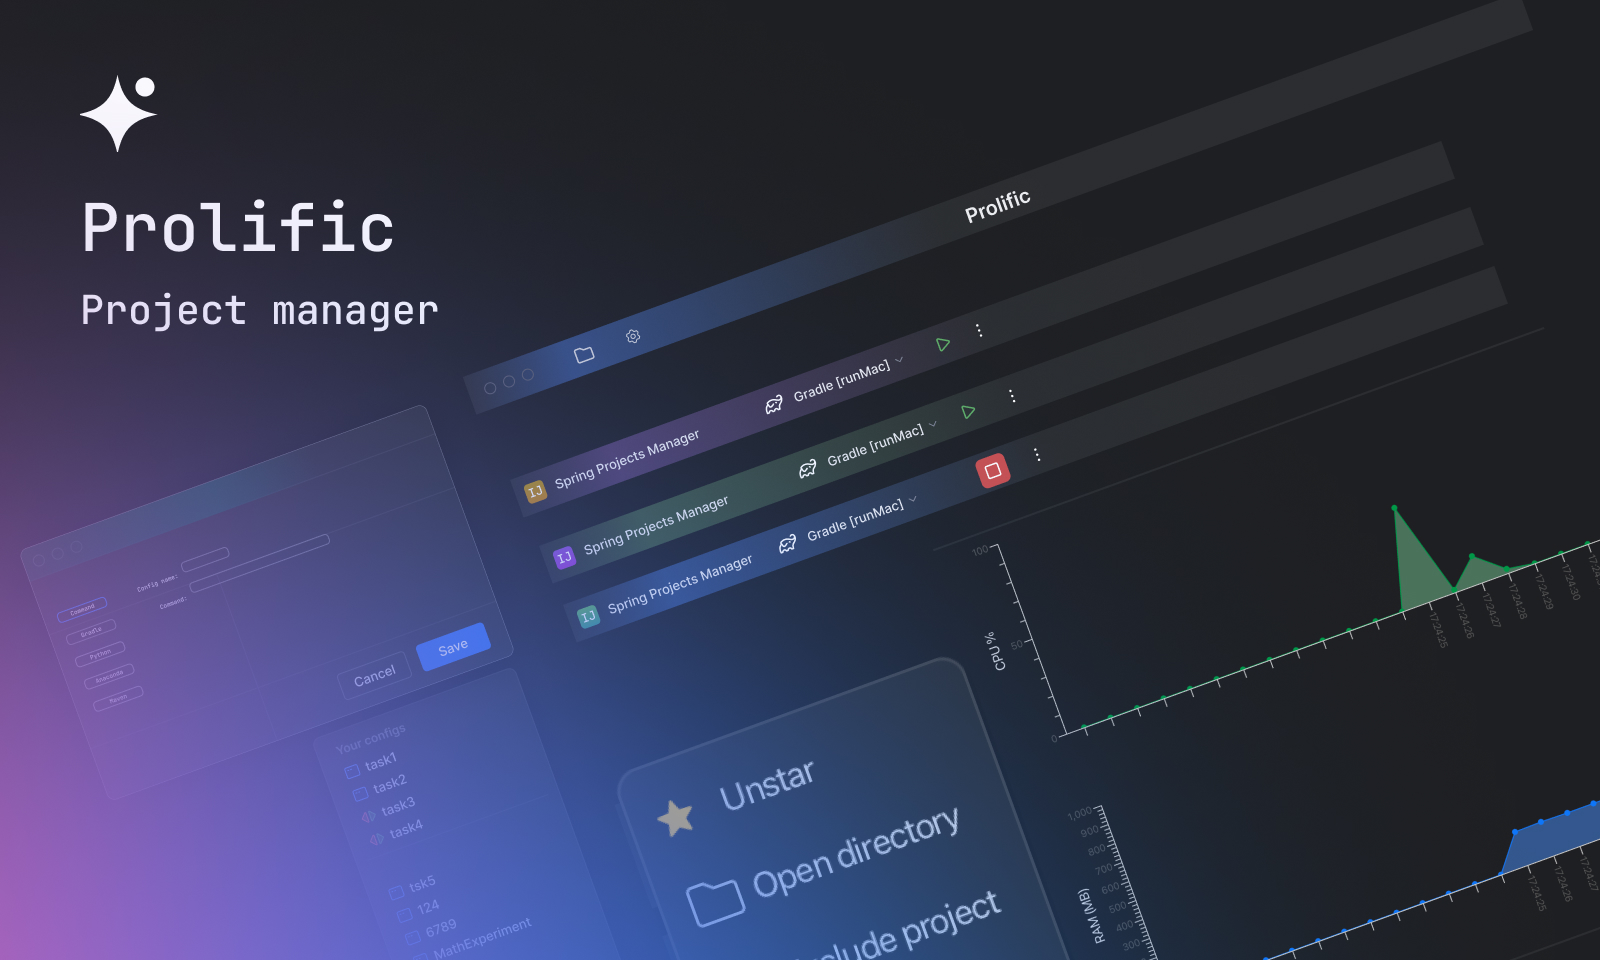 Prolific
Project manager
Prolific
IJ Spring Projects Manager Gradle [runMac]
IJ Spring Projects Manager Gradle [runMac]
IJ Spring Projects Manager Gradle [runMac]
Config name:
Command:
Command
Gradle
Python
Anaconda
Maven
Cancel
Save
Your configs
task1
task2
task3
task4
tsk5
124
6789
MathExperiment
Unstar
Open directory
clude project
CPU %
100
50
0
17:24:25
17:24:26
17:24:27
17:24:28
17:24:29
17:24:30
RAM (MB)
1,000
900
800
700
600
500
400
300
17:24:25
17:24:26
17:24:27